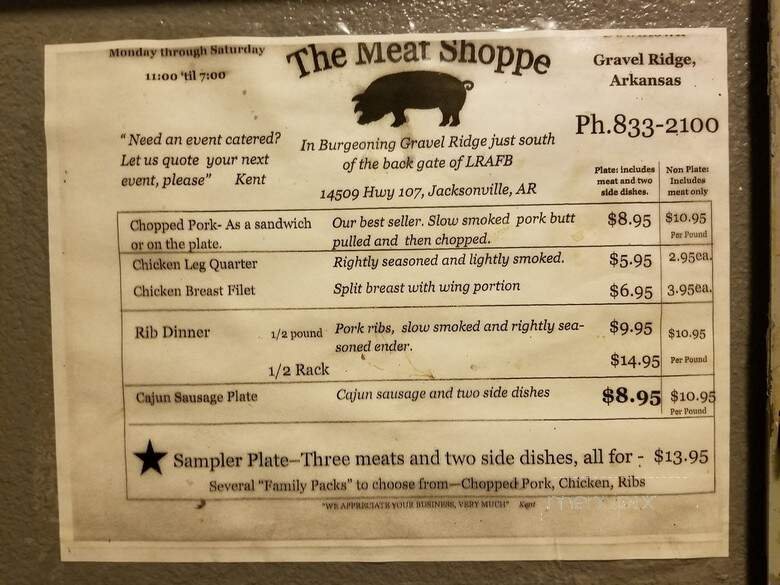 Monday through Saturday
11:00 'til 7:00
The Meat Shoppe
Gravel Ridge,
Arkansas
Ph.833-2100
"Need an event catered?
Let us quote your next
event, please" Kent
In Burgeoning Gravel Ridge just south
of the back gate of LRAFB
14509 Hwy 107, Jacksonville, AR
Plate: includes
meat and two
side dishes.
Non Plate:
Includes
meat only
Chopped Pork- As a sandwich
or on the plate.
Our best seller. Slow smoked pork butt
pulled and then chopped.
$8.95
$10.95
Per Pound
Chicken Leg Quarter
Rightly seasoned and lightly smoked.
$5.95
2.95ea.
Chicken Breast Filet
Split breast with wing portion
$6.95
3.95ea.
Rib Dinner
1/2 pound
Pork ribs, slow smoked and rightly sea-
soned ender.
$9.95
$10.95
1/2 Rack
$14.95
Per Pound
Cajun Sausage Plate
Cajun sausage and two side dishes
$8.95
$10.95
Per Pound
Sampler Plate—Three meats and two side dishes, all for - $13.95
Several "Family Packs" to choose from—Chopped Pork, Chicken, Ribs
"WE APPRECIATE YOUR BUSINESS, VERY MUCH" Kent